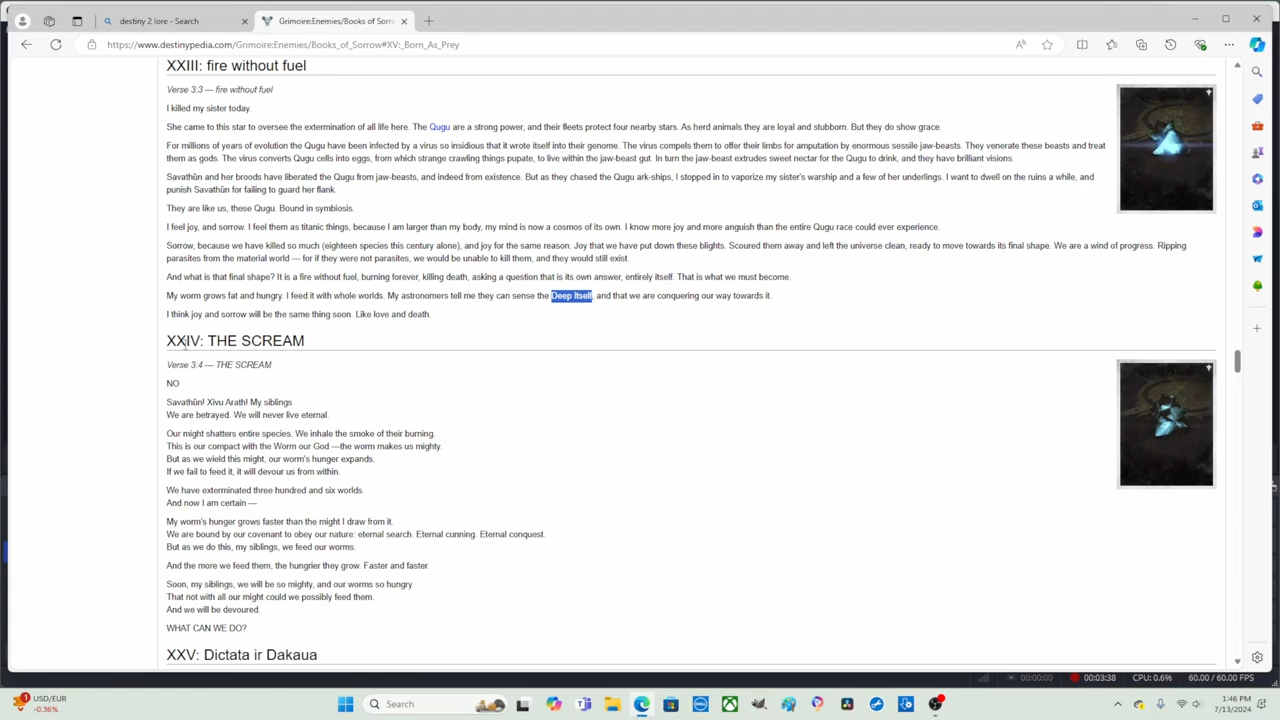 destiny 2 lore - Search
Grimoire:Enemies/Books of Sorr
https://www.destinypedia.com/Grimoire:Enemies/Books_of_Sorrow#XV:_Born_As_Prey
XXIII: fire without fuel
Verse 3:3 — fire without fuel
I killed my sister today.
She came to this star to oversee the extermination of all life here. The Qugu are a strong power, and their fleets protect four nearby stars. As herd animals they are loyal and stubborn. But they do show grace.
For millions of years of evolution the Qugu have been infected by a virus so insidious that it wrote itself into their genome. The virus compels them to offer their limbs for amputation by enormous sessile jaw-beasts. They venerate these beasts and treat
them as gods. The virus converts Qugu cells into eggs, from which strange crawling things pupate, to live within the jaw-beast gut. In turn the jaw-beast extrudes sweet nectar for the Qugu to drink, and they have brilliant visions.
Savathûn and her broods have liberated the Qugu from jaw-beasts, and indeed from existence. But as they chased the Qugu ark-ships, I stopped in to vaporize my sister's warship and a few of her underlings. I want to dwell on the ruins a while, and
punish Savathûn for failing to guard her flank.
They are like us, these Qugu. Bound in symbiosis.
I feel joy, and sorrow. I feel them as titanic things, because I am larger than my body, my mind is now a cosmos of its own. I know more joy and more anguish than the entire Qugu race could ever experience.
Sorrow, because we have killed so much (eighteen species this century alone), and joy for the same reason. Joy that we have put down these blights. Scoured them away and left the universe clean, ready to move towards its final shape. We are a wind of progress. Ripping
parasites from the material world — for if they were not parasites, we would be unable to kill them, and they would still exist.
And what is that final shape? It is a fire without fuel, burning forever, killing death, asking a question that is its own answer, entirely itself. That is what we must become.
My worm grows fat and hungry. I feed it with whole worlds. My astronomers tell me they can sense the Deep Itself, and that we are conquering our way towards it.
I think joy and sorrow will be the same thing soon. Like love and death.
XXIV: THE SCREAM
Verse 3:4 — THE SCREAM
NO
Savathûn! Xivu Arath! My siblings
We are betrayed. We will never live eternal.
Our might shatters entire species. We inhale the smoke of their burning.
This is our compact with the Worm our God —the worm makes us mighty.
But as we wield this might, our worm's hunger expands.
If we fail to feed it, it will devour us from within.
We have exterminated three hundred and six worlds.
And now I am certain —
My worm's hunger grows faster than the might I draw from it.
We are bound by our covenant to obey our nature: eternal search. Eternal cunning. Eternal conquest.
But as we do this, my siblings, we feed our worms.
And the more we feed them, the hungrier they grow. Faster and faster.
Soon, my siblings, we will be so mighty, and our worms so hungry
That not with all our might could we possibly feed them.
And we will be devoured.
WHAT CAN WE DO?
XXV: Dictata ir Dakaua
00:00:00
00:03:38
CPU: 0.6%
60.00 / 60.00 FPS
1
USD/EUR
-0.36%
Search
DELL
1:46 PM
7/13/2024